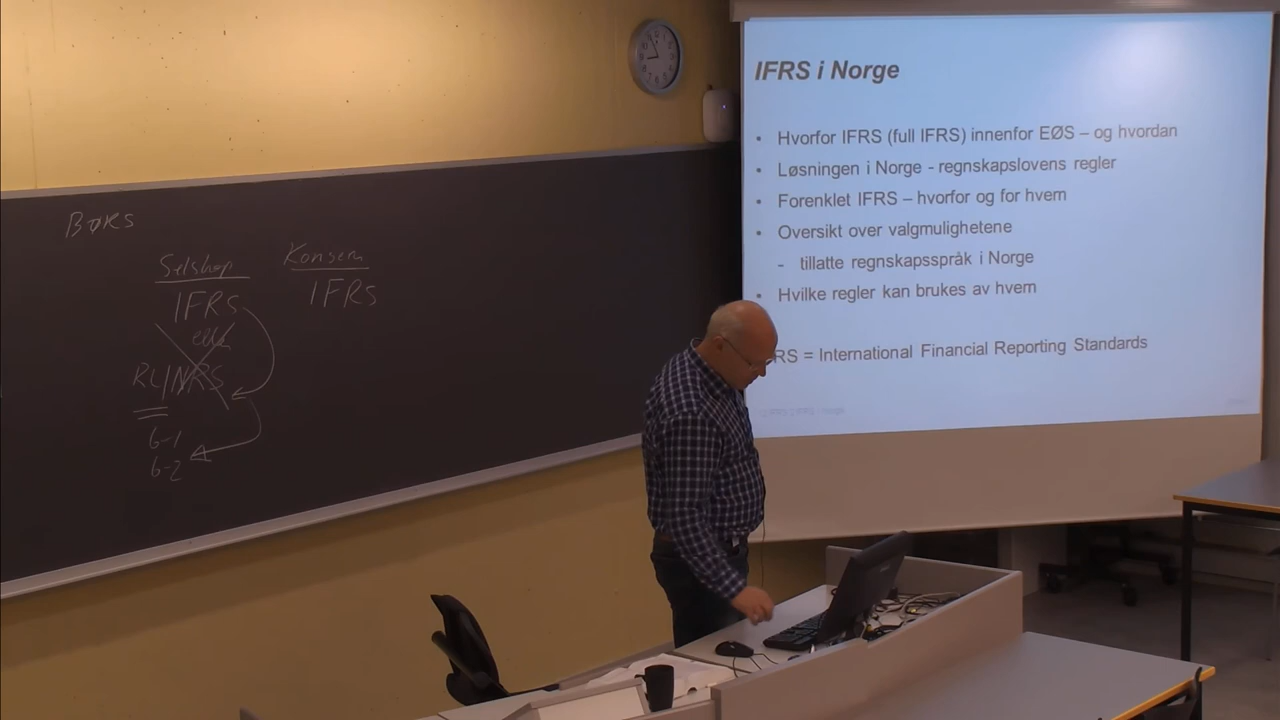 BØRS
Selskap Konsern
IFRS IFRS
RL/NRS
6-1
6-2
IFRS i Norge
• Hvorfor IFRS (full IFRS) innenfor EØS – og hvordan
• Løsningen i Norge - regnskapslovens regler
• Forenklet IFRS – hvorfor og for hvem
• Oversikt over valgmulighetene
- tillatte regnskapsspråk i Norge
• Hvilke regler kan brukes av hvem
RS = International Financial Reporting Standards